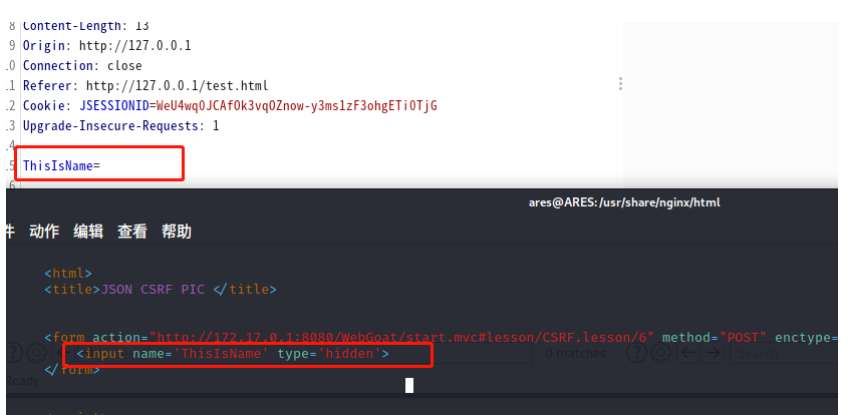 8 Content-Length: 13
9 Origin: http://127.0.0.1
.0 Connection: close
.1 Referer: http://127.0.0.1/test.html
.2 Cookie: JSESSIONID=WeU4wq0JCAfOk3vqOZnow-y3ms1zF3ohgETi0TjG
.3 Upgrade-Insecure-Requests: 1
.4
.5 ThisIsName=
.6
ares@ARES:/usr/share/nginx/html
件 动作 编辑 查看 帮助
<html>
<title>JSON CSRF PIC </title>
<form action="http://172.17.0.1:8080/WebGoat/start.mvc#lesson/CSRF.lesson/6" method="POST" enctype=
<input name='ThisIsName' type='hidden'>
0 matches
Search...
</form>
Ready